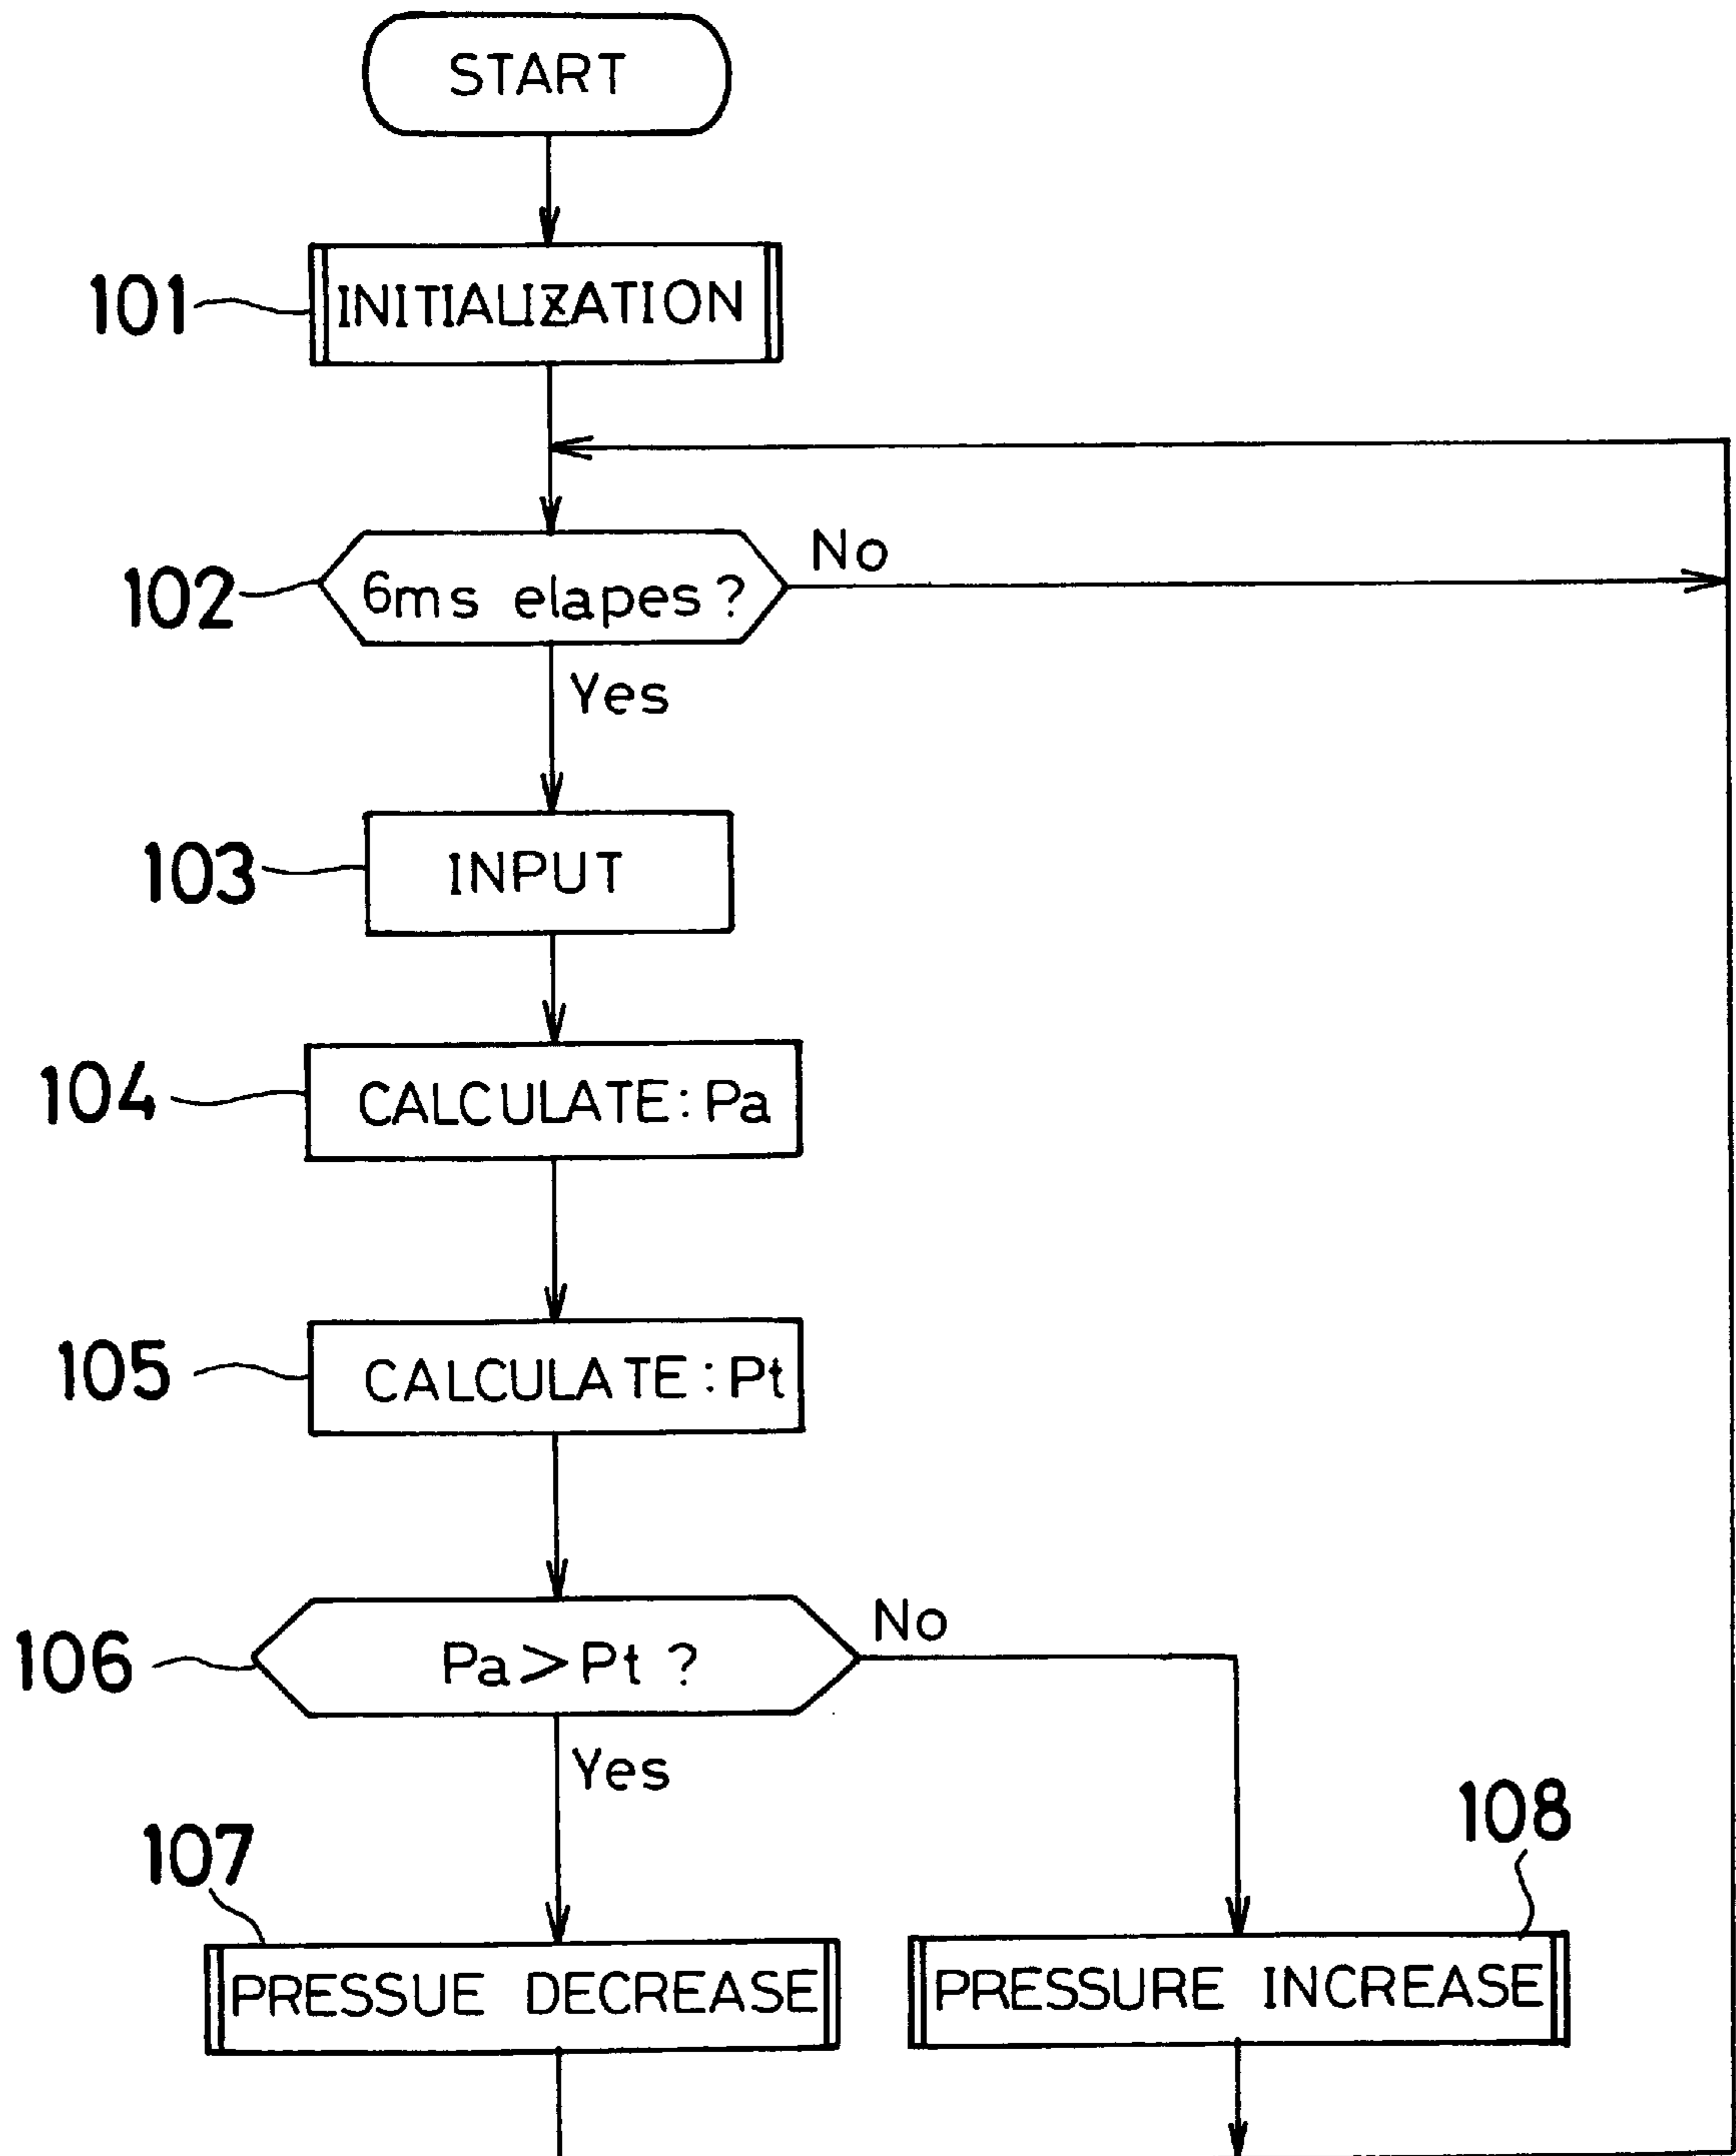 START
101
INITIALIZATION
102
6ms elapes?
No
Yes
103
INPUT
104
CALCULATE: Pa
105
CALCULATE: Pt
106
Pa>Pt ?
No
Yes
107
108
PRESSUE DECREASE
PRESSURE INCREASE